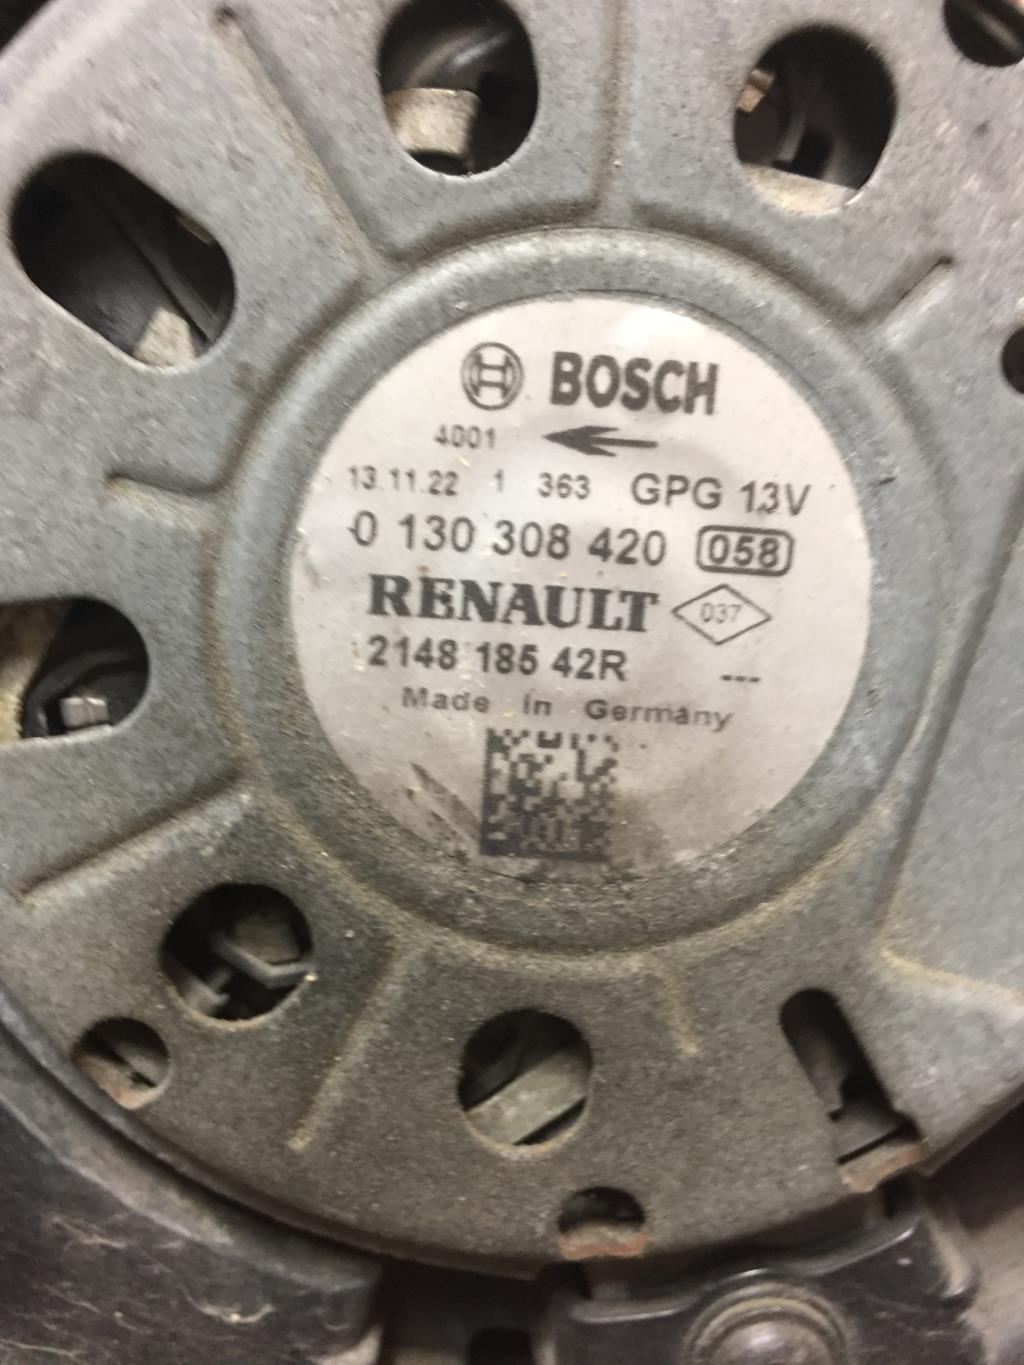 BOSCH
4001
13.11.22 1 363 GPG 13V
0 130 308 420 058
RENAULT 037
2148 185 42R ---
Made in Germany